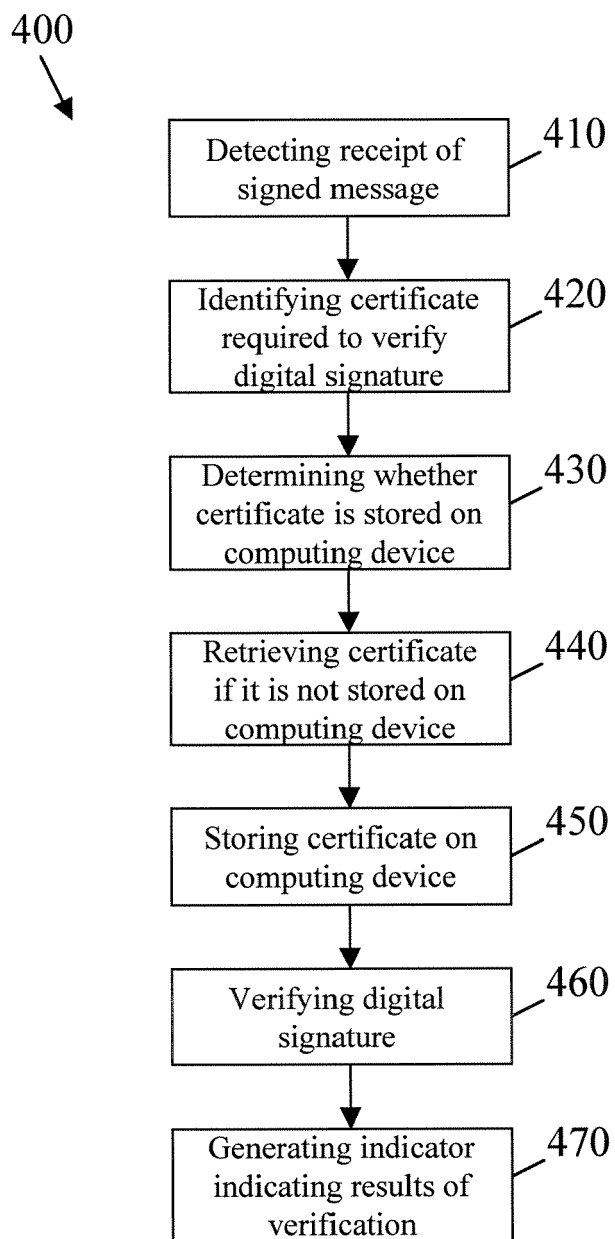 400
410
Detecting receipt of
signed message
420
Identifying certificate
required to verify
digital signature
430
Determining whether
certificate is stored on
computing device
440
Retrieving certificate
if it is not stored on
computing device
450
Storing certificate on
computing device
460
Verifying digital
signature
470
Generating indicator
indicating results of
verification